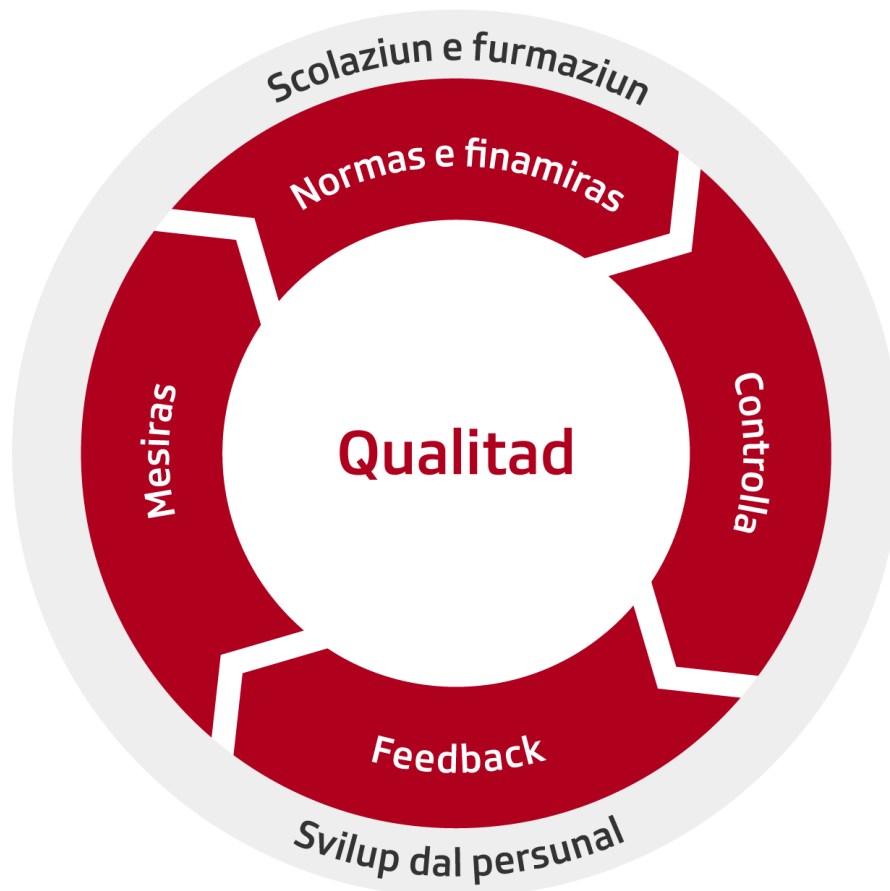 Scolaziun e furmaziun
Normas e finamiras
Controlla
Mesiras
Qualitad
Feedback
Svilup dal persunal